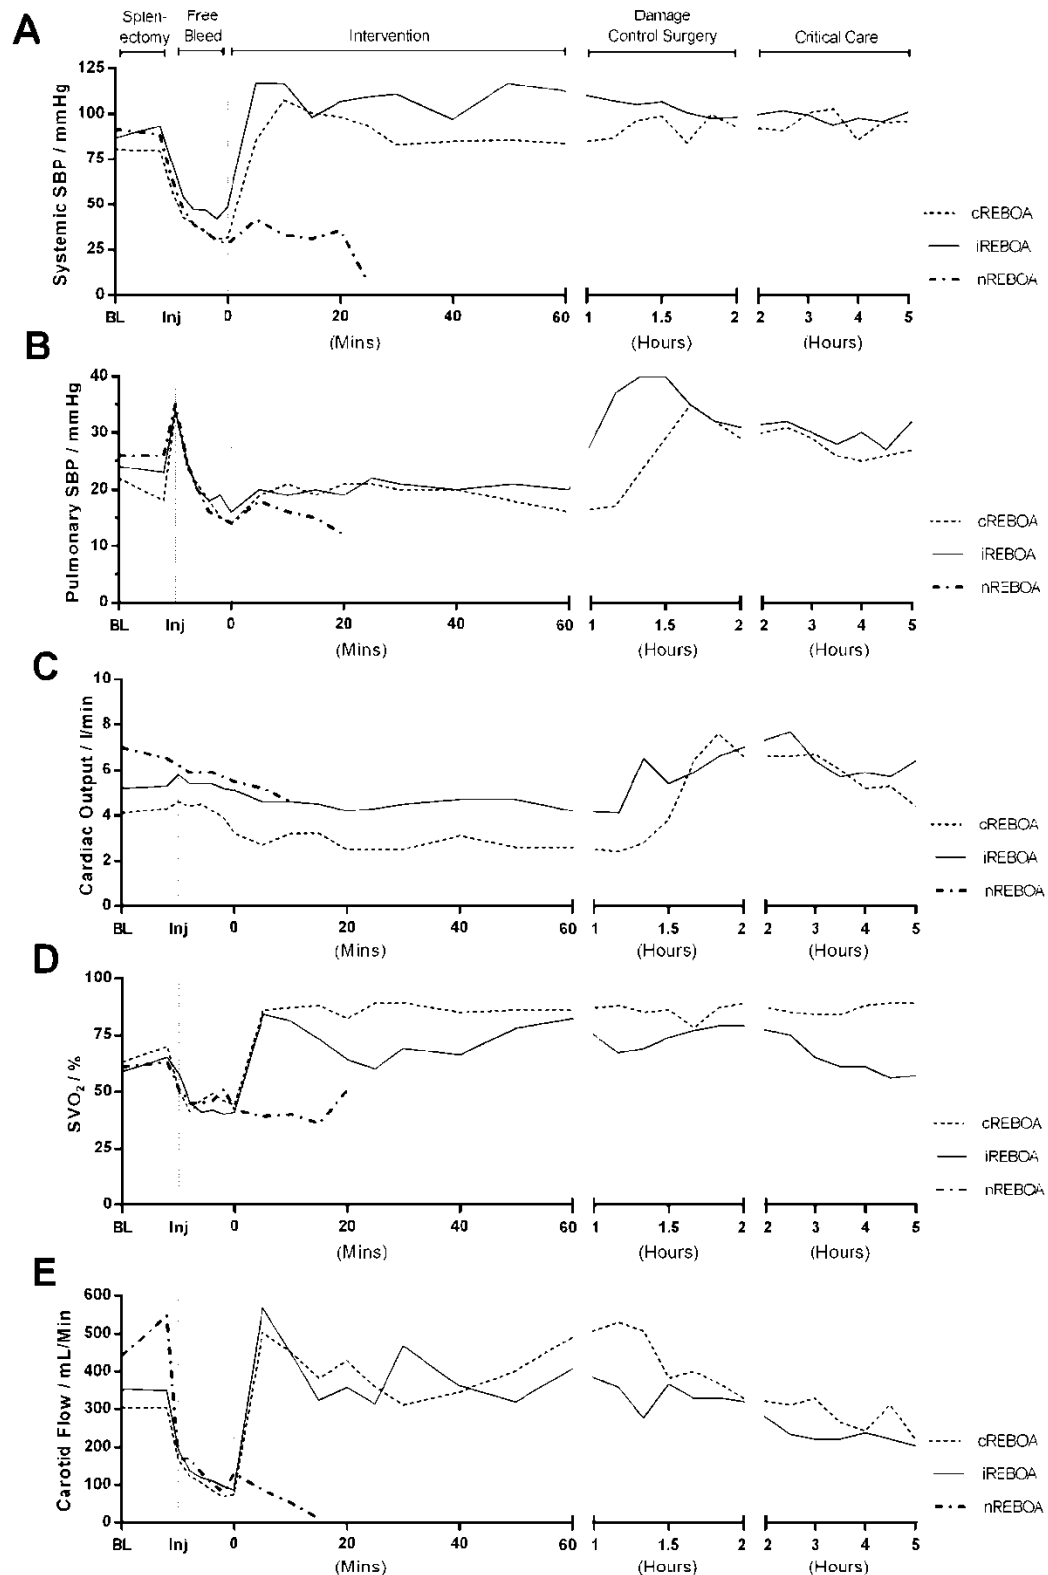 A
Splen-
ectomy
Free
Bleed
Intervention
Damage
Control Surgery
Critical Care
Systemic SBP / mmHg
125
100
75
50
25
0
BL Inj 0 20 40 60 1 1.5 2 2 3 4 5
(Mins) (Hours) (Hours)
cREBOA
iREBOA
nREBOA
B
Pulmonary SBP / mmHg
40
30
20
10
0
BL Inj 0 20 40 60 1 1.5 2 2 3 4 5
(Mins) (Hours) (Hours)
cREBOA
iREBOA
nREBOA
C
Cardiac Output / l/min
10
8
6
4
2
0
BL Inj 0 20 40 60 1 1.5 2 2 3 4 5
(Mins) (Hours) (Hours)
cREBOA
iREBOA
nREBOA
D
SVO₂ / %
100
75
50
25
0
BL Inj 0 20 40 60 1 1.5 2 2 3 4 5
(Mins) (Hours) (Hours)
cREBOA
iREBOA
nREBOA
E
Carotid Flow / mL/Min
600
500
400
300
200
100
0
BL Inj 0 20 40 60 1 1.5 2 2 3 4 5
(Mins) (Hours) (Hours)
cREBOA
iREBOA
nREBOA